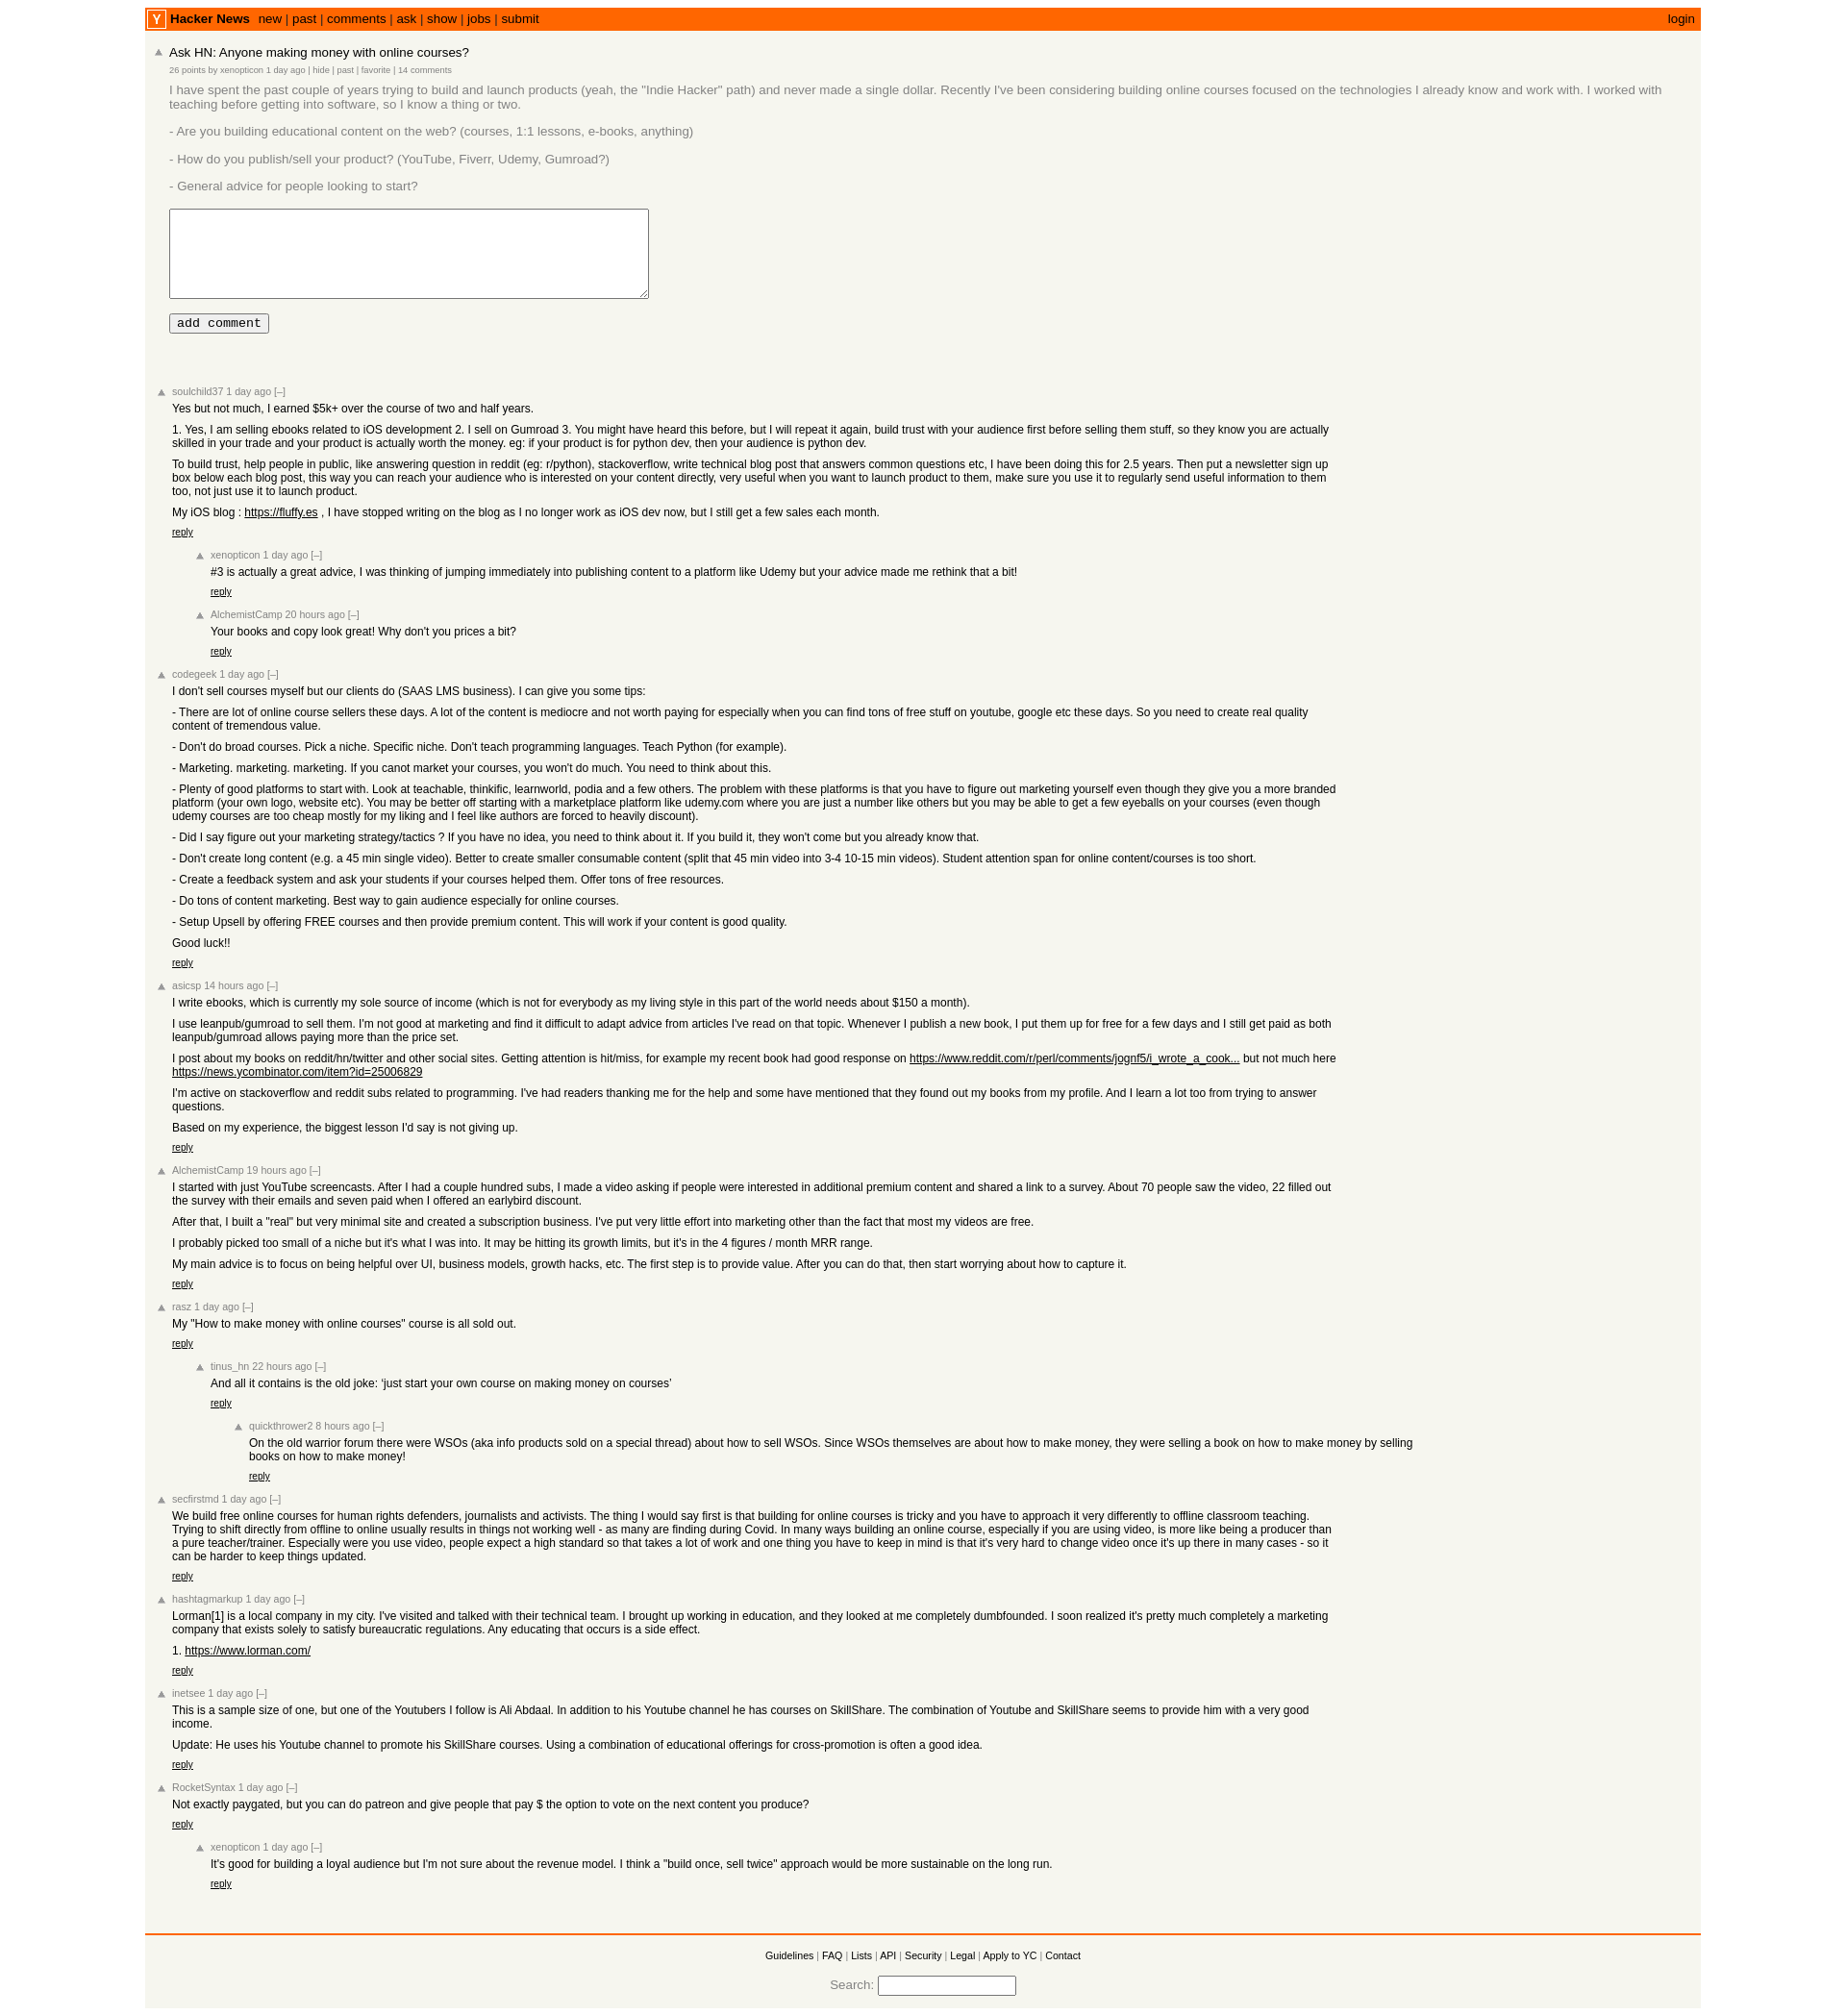 Y Hacker News new | past | comments | ask | show | jobs | submit login
Ask HN: Anyone making money with online courses?
26 points by xenopticon 1 day ago | hide | past | favorite | 14 comments
I have spent the past couple of years trying to build and launch products (yeah, the "Indie Hacker" path) and never made a single dollar. Recently I've been considering building online courses focused on the technologies I already know and work with. I worked with
teaching before getting into software, so I know a thing or two.
- Are you building educational content on the web? (courses, 1:1 lessons, e-books, anything)
- How do you publish/sell your product? (YouTube, Fiverr, Udemy, Gumroad?)
- General advice for people looking to start?
add comment
soulchild37 1 day ago [–]
Yes but not much, I earned $5k+ over the course of two and half years.
1. Yes, I am selling ebooks related to iOS development 2. I sell on Gumroad 3. You might have heard this before, but I will repeat it again, build trust with your audience first before selling them stuff, so they know you are actually
skilled in your trade and your product is actually worth the money. eg: if your product is for python dev, then your audience is python dev.
To build trust, help people in public, like answering question in reddit (eg: r/python), stackoverflow, write technical blog post that answers common questions etc, I have been doing this for 2.5 years. Then put a newsletter sign up
box below each blog post, this way you can reach your audience who is interested on your content directly, very useful when you want to launch product to them, make sure you use it to regularly send useful information to them
too, not just use it to launch product.
My iOS blog : https://fluffy.es , I have stopped writing on the blog as I no longer work as iOS dev now, but I still get a few sales each month.
reply
xenopticon 1 day ago [–]
#3 is actually a great advice, I was thinking of jumping immediately into publishing content to a platform like Udemy but your advice made me rethink that a bit!
reply
AlchemistCamp 20 hours ago [–]
Your books and copy look great! Why don't you prices a bit?
reply
codegeek 1 day ago [–]
I don't sell courses myself but our clients do (SAAS LMS business). I can give you some tips:
- There are lot of online course sellers these days. A lot of the content is mediocre and not worth paying for especially when you can find tons of free stuff on youtube, google etc these days. So you need to create real quality
content of tremendous value.
- Don't do broad courses. Pick a niche. Specific niche. Don't teach programming languages. Teach Python (for example).
- Marketing. marketing. marketing. If you canot market your courses, you won't do much. You need to think about this.
- Plenty of good platforms to start with. Look at teachable, thinkific, learnworld, podia and a few others. The problem with these platforms is that you have to figure out marketing yourself even though they give you a more branded
platform (your own logo, website etc). You may be better off starting with a marketplace platform like udemy.com where you are just a number like others but you may be able to get a few eyeballs on your courses (even though
udemy courses are too cheap mostly for my liking and I feel like authors are forced to heavily discount).
- Did I say figure out your marketing strategy/tactics ? If you have no idea, you need to think about it. If you build it, they won't come but you already know that.
- Don't create long content (e.g. a 45 min single video). Better to create smaller consumable content (split that 45 min video into 3-4 10-15 min videos). Student attention span for online content/courses is too short.
- Create a feedback system and ask your students if your courses helped them. Offer tons of free resources.
- Do tons of content marketing. Best way to gain audience especially for online courses.
- Setup Upsell by offering FREE courses and then provide premium content. This will work if your content is good quality.
Good luck!!
reply
asicsp 14 hours ago [–]
I write ebooks, which is currently my sole source of income (which is not for everybody as my living style in this part of the world needs about $150 a month).
I use leanpub/gumroad to sell them. I'm not good at marketing and find it difficult to adapt advice from articles I've read on that topic. Whenever I publish a new book, I put them up for free for a few days and I still get paid as both
leanpub/gumroad allows paying more than the price set.
I post about my books on reddit/hn/twitter and other social sites. Getting attention is hit/miss, for example my recent book had good response on https://www.reddit.com/r/perl/comments/jognf5/i_wrote_a_cook... but not much here
https://news.ycombinator.com/item?id=25006829
I'm active on stackoverflow and reddit subs related to programming. I've had readers thanking me for the help and some have mentioned that they found out my books from my profile. And I learn a lot too from trying to answer
questions.
Based on my experience, the biggest lesson I'd say is not giving up.
reply
AlchemistCamp 19 hours ago [–]
I started with just YouTube screencasts. After I had a couple hundred subs, I made a video asking if people were interested in additional premium content and shared a link to a survey. About 70 people saw the video, 22 filled out
the survey with their emails and seven paid when I offered an earlybird discount.
After that, I built a "real" but very minimal site and created a subscription business. I've put very little effort into marketing other than the fact that most my videos are free.
I probably picked too small of a niche but it's what I was into. It may be hitting its growth limits, but it's in the 4 figures / month MRR range.
My main advice is to focus on being helpful over UI, business models, growth hacks, etc. The first step is to provide value. After you can do that, then start worrying about how to capture it.
reply
rasz 1 day ago [–]
My "How to make money with online courses" course is all sold out.
reply
tinus_hn 22 hours ago [–]
And all it contains is the old joke: ‘just start your own course on making money on courses’
reply
quickthrower2 8 hours ago [–]
On the old warrior forum there were WSOs (aka info products sold on a special thread) about how to sell WSOs. Since WSOs themselves are about how to make money, they were selling a book on how to make money by selling
books on how to make money!
reply
secfirstmd 1 day ago [–]
We build free online courses for human rights defenders, journalists and activists. The thing I would say first is that building for online courses is tricky and you have to approach it very differently to offline classroom teaching.
Trying to shift directly from offline to online usually results in things not working well - as many are finding during Covid. In many ways building an online course, especially if you are using video, is more like being a producer than
a pure teacher/trainer. Especially were you use video, people expect a high standard so that takes a lot of work and one thing you have to keep in mind is that it's very hard to change video once it's up there in many cases - so it
can be harder to keep things updated.
reply
hashtagmarkup 1 day ago [–]
Lorman[1] is a local company in my city. I've visited and talked with their technical team. I brought up working in education, and they looked at me completely dumbfounded. I soon realized it's pretty much completely a marketing
company that exists solely to satisfy bureaucratic regulations. Any educating that occurs is a side effect.
1. https://www.lorman.com/
reply
inetsee 1 day ago [–]
This is a sample size of one, but one of the Youtubers I follow is Ali Abdaal. In addition to his Youtube channel he has courses on SkillShare. The combination of Youtube and SkillShare seems to provide him with a very good
income.
Update: He uses his Youtube channel to promote his SkillShare courses. Using a combination of educational offerings for cross-promotion is often a good idea.
reply
RocketSyntax 1 day ago [–]
Not exactly paygated, but you can do patreon and give people that pay $ the option to vote on the next content you produce?
reply
xenopticon 1 day ago [–]
It's good for building a loyal audience but I'm not sure about the revenue model. I think a "build once, sell twice" approach would be more sustainable on the long run.
reply
Guidelines | FAQ | Lists | API | Security | Legal | Apply to YC | Contact
Search: